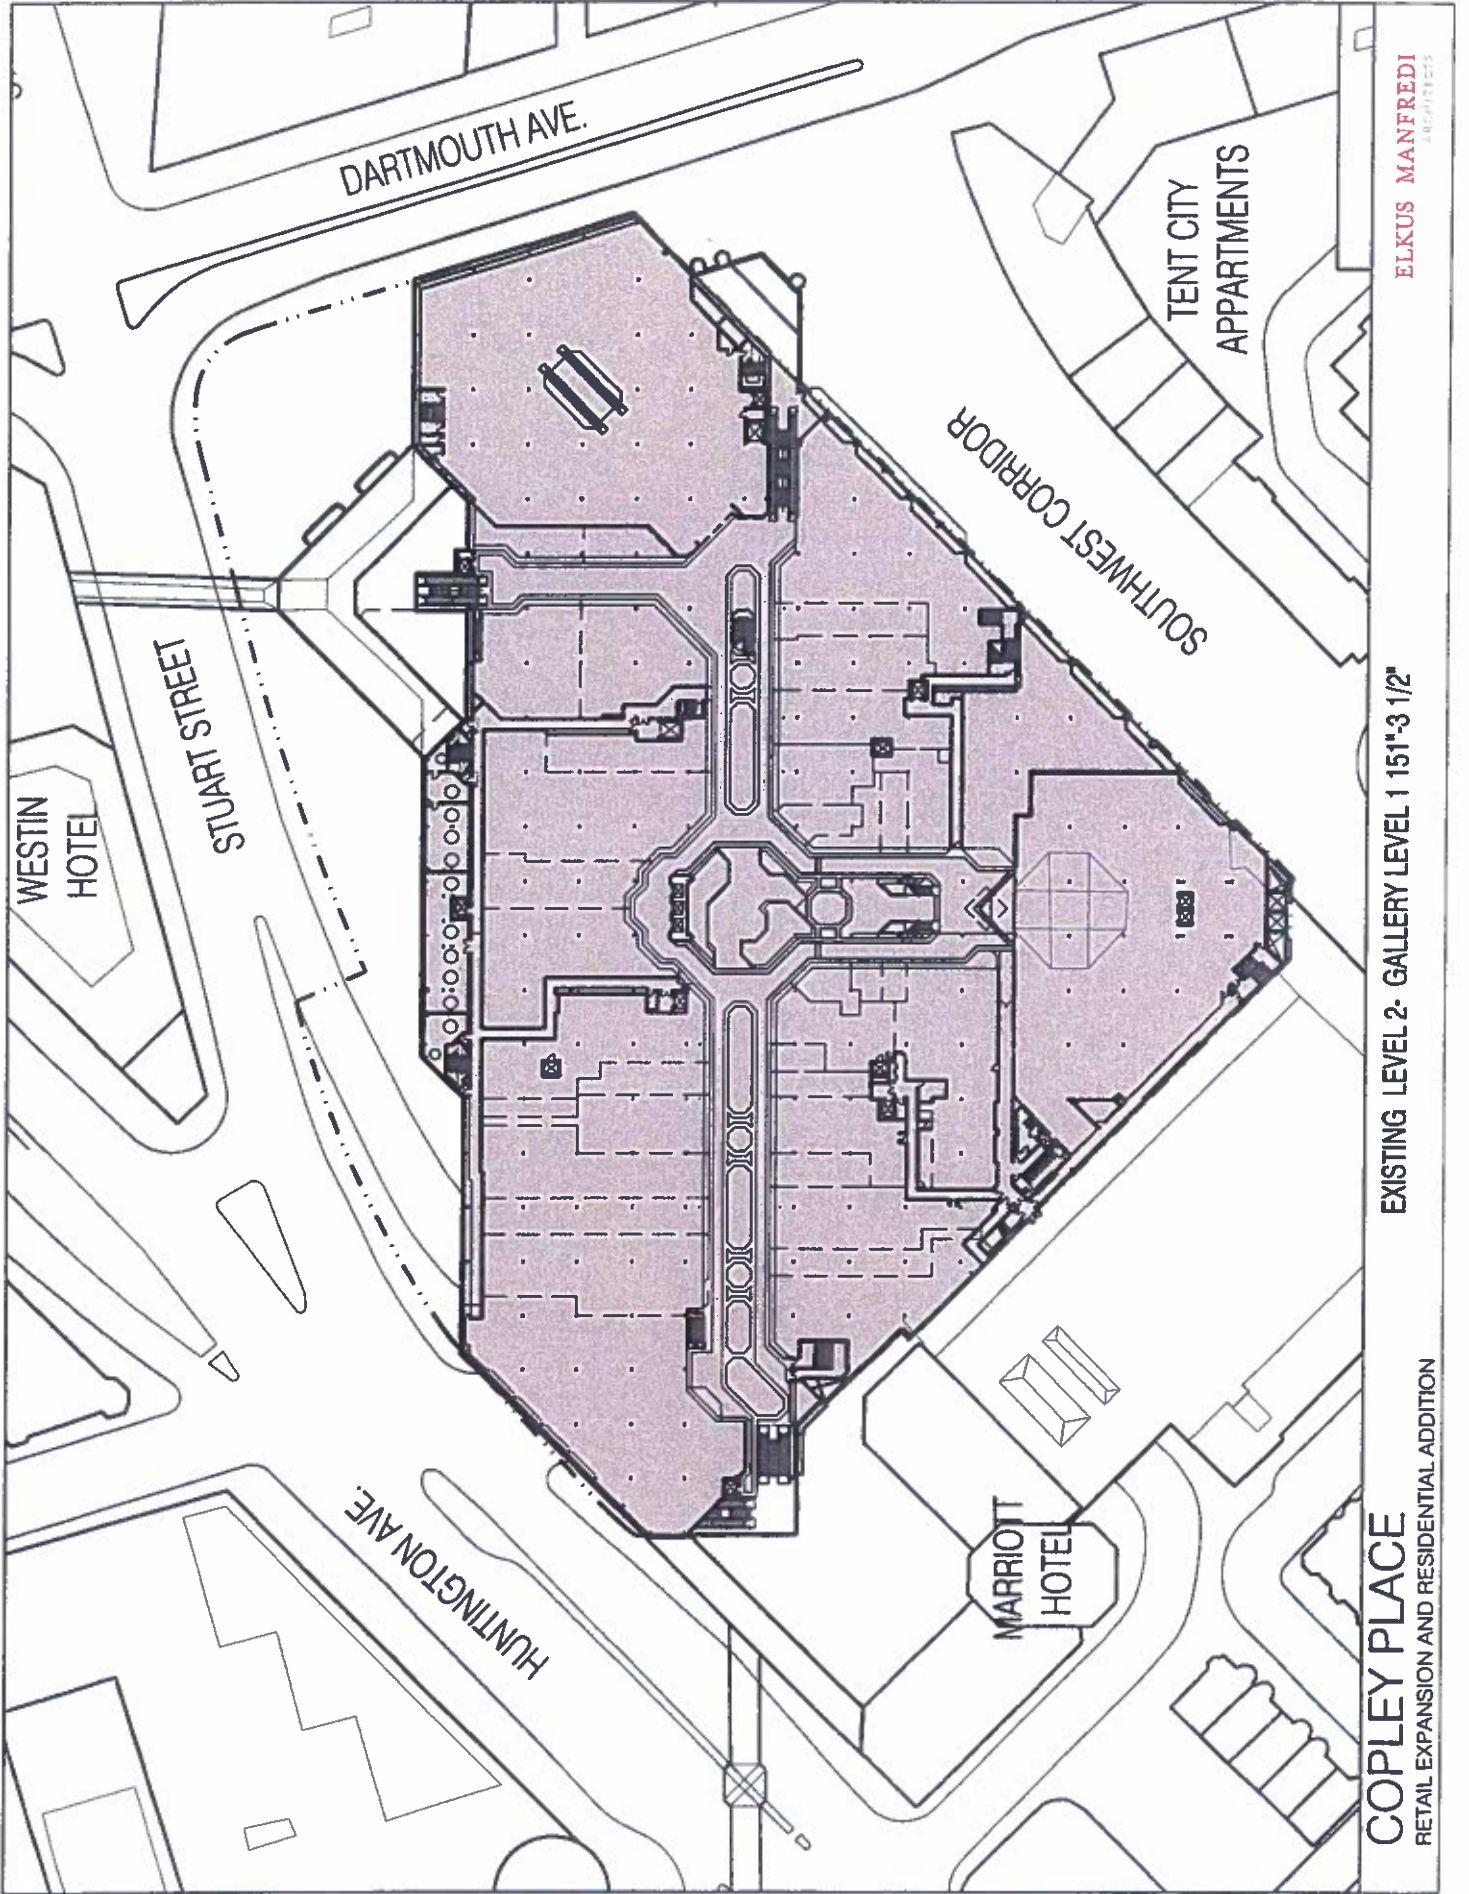 DARTMOUTH AVE.
WESTIN
HOTEL
STUART STREET
HUNTINGTON AVE.
SOUTHWEST CORRIDOR
TENT CITY
APPARTMENTS
MARRIOTT
HOTEL
COPLEY PLACE
RETAIL EXPANSION AND RESIDENTIAL ADDITION
EXISTING LEVEL 2- GALLERY LEVEL 1 151"-3 1/2"
ELKUS MANFREDI
ARCHITECTS